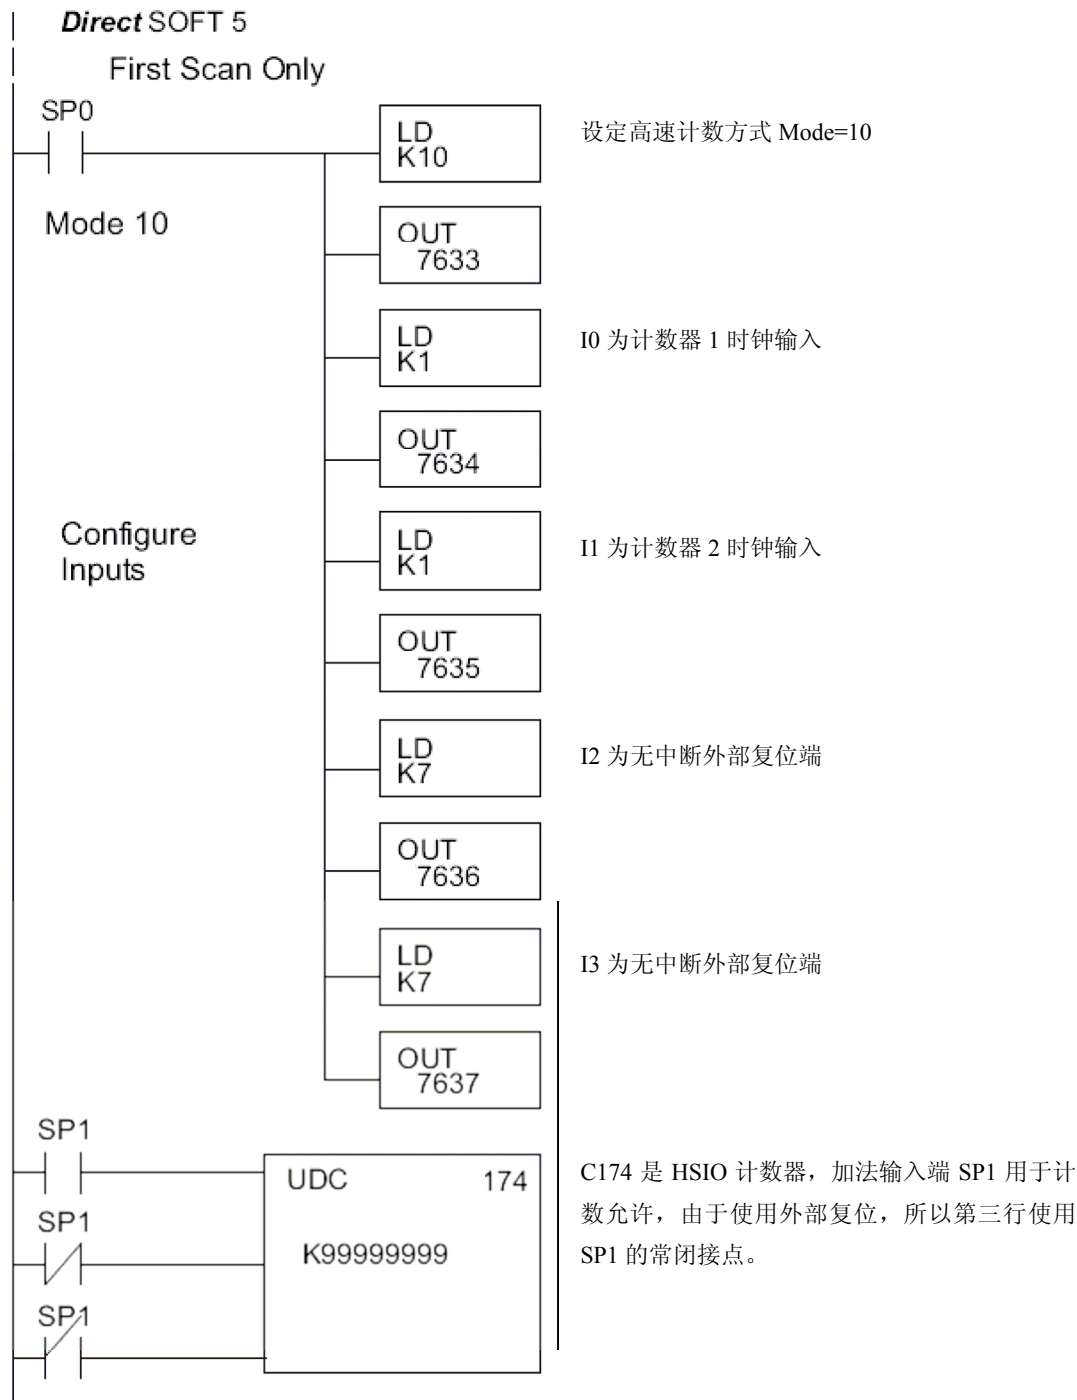 Direct SOFT 5
First Scan Only
SP0
LD
K10
设定高速计数方式 Mode=10
Mode 10
OUT
7633
LD
K1
I0 为计数器 1 时钟输入
OUT
7634
Configure
Inputs
LD
K1
I1 为计数器 2 时钟输入
OUT
7635
LD
K7
I2 为无中断外部复位端
OUT
7636
LD
K7
I3 为无中断外部复位端
OUT
7637
SP1
UDC 174
C174 是 HSIO 计数器，加法输入端 SP1 用于计
SP1
数允许，由于使用外部复位，所以第三行使用
K99999999
SP1 的常闭接点。
SP1